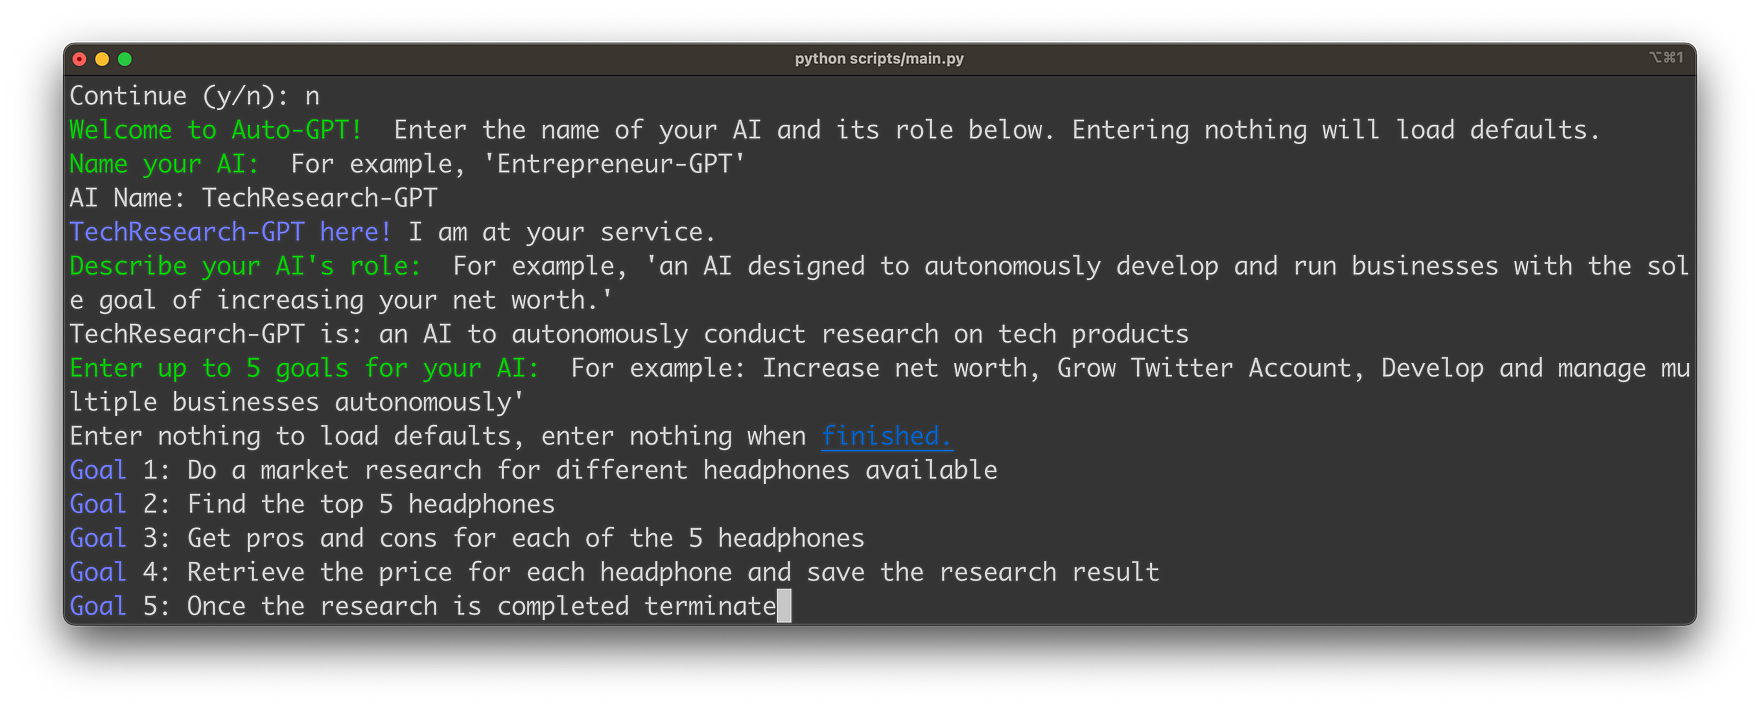 python scripts/main.py
⌥⌘1
Continue (y/n): n
Welcome to Auto-GPT!  Enter the name of your AI and its role below. Entering nothing will load defaults.
Name your AI:  For example, 'Entrepreneur-GPT'
AI Name: TechResearch-GPT
TechResearch-GPT here! I am at your service.
Describe your AI's role:  For example, 'an AI designed to autonomously develop and run businesses with the sol
e goal of increasing your net worth.'
TechResearch-GPT is: an AI to autonomously conduct research on tech products
Enter up to 5 goals for your AI:  For example: Increase net worth, Grow Twitter Account, Develop and manage mu
ltiple businesses autonomously'
Enter nothing to load defaults, enter nothing when finished.
Goal 1: Do a market research for different headphones available
Goal 2: Find the top 5 headphones
Goal 3: Get pros and cons for each of the 5 headphones
Goal 4: Retrieve the price for each headphone and save the research result
Goal 5: Once the research is completed terminate